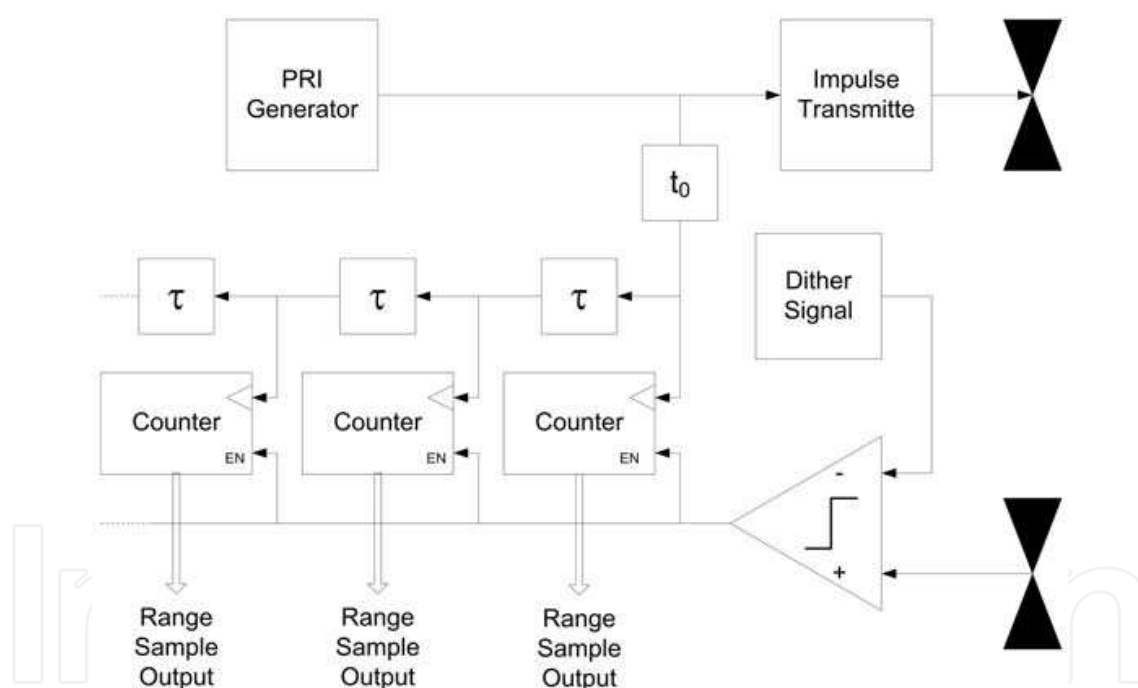 PRI
Generator
Impulse
Transmitte
t₀
τ
τ
τ
Dither
Signal
Counter
EN
Counter
EN
Counter
EN
-
+
Range
Sample
Output
Range
Sample
Output
Range
Sample
Output